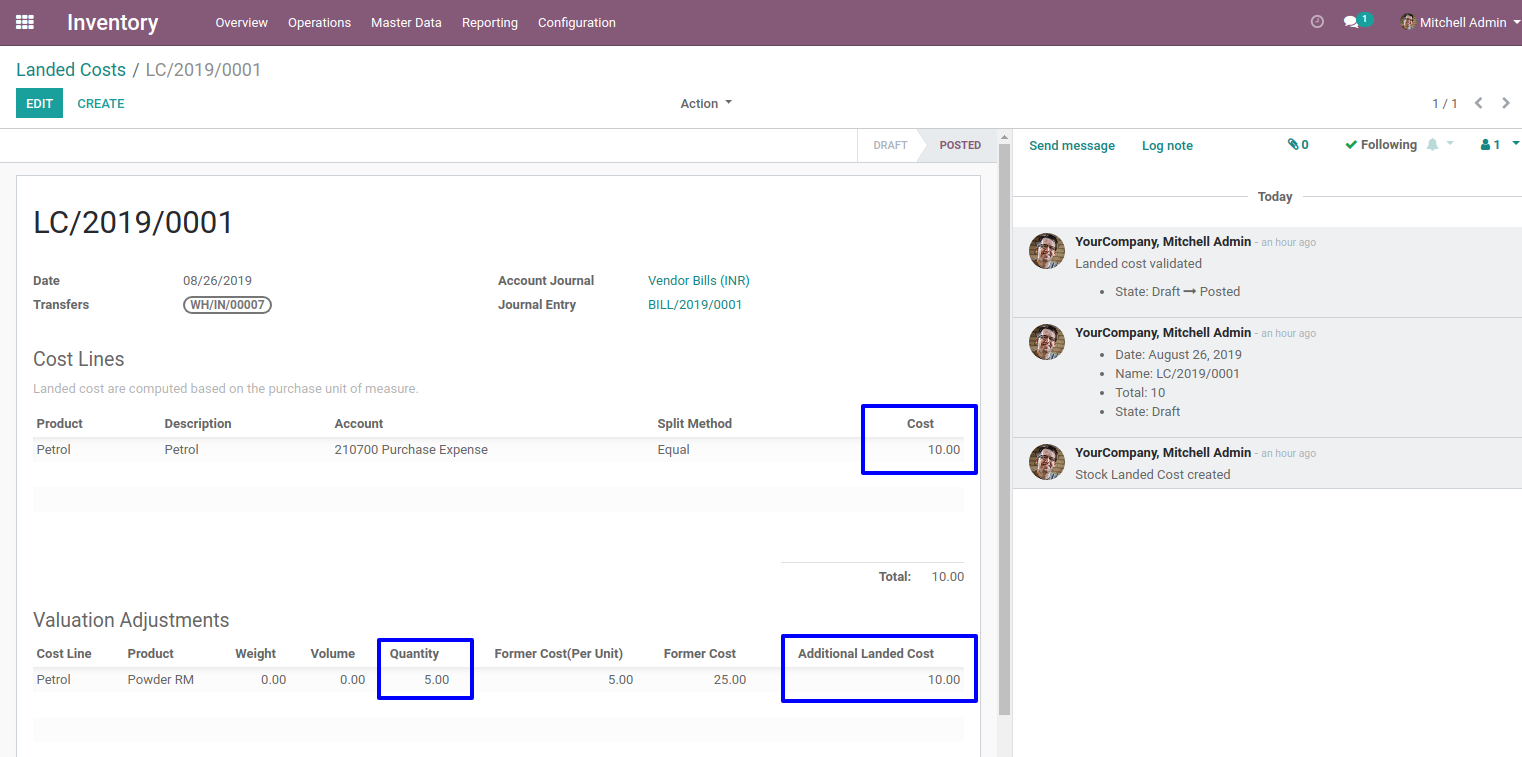 Inventory Overview Operations Master Data Reporting Configuration 1 Mitchell Admin
Landed Costs / LC/2019/0001
EDIT CREATE Action 1 / 1
DRAFT POSTED
Send message Log note 0 Following 1
Today
LC/2019/0001
Date 08/26/2019 Account Journal Vendor Bills (INR)
Transfers WH/IN/00007 Journal Entry BILL/2019/0001
Cost Lines
Landed cost are computed based on the purchase unit of measure.
Product Description Account Split Method Cost
Petrol Petrol 210700 Purchase Expense Equal 10.00
Total: 10.00
Valuation Adjustments
Cost Line Product Weight Volume Quantity Former Cost(Per Unit) Former Cost Additional Landed Cost
Petrol Powder RM 0.00 0.00 5.00 5.00 25.00 10.00
YourCompany, Mitchell Admin - an hour ago
Landed cost validated
• State: Draft ➞ Posted
YourCompany, Mitchell Admin - an hour ago
• Date: August 26, 2019
• Name: LC/2019/0001
• Total: 10
• State: Draft
YourCompany, Mitchell Admin - an hour ago
Stock Landed Cost created